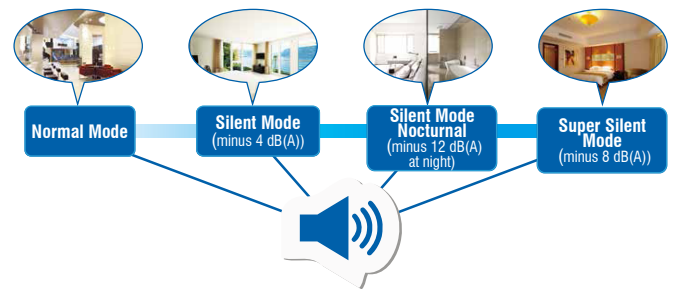 Normal Mode
Silent Mode
(minus 4 dB(A))
Silent Mode
Nocturnal
(minus 12 dB(A)
at night)
Super Silent
Mode
(minus 8 dB(A))